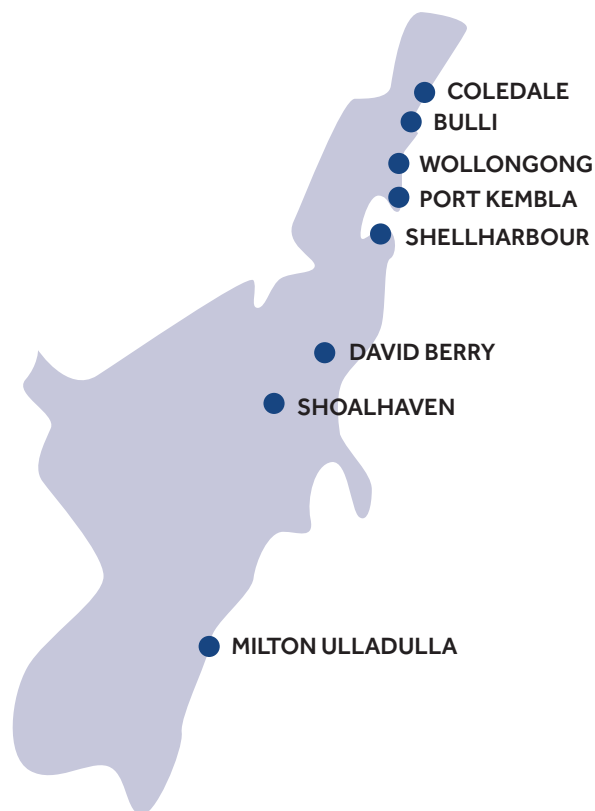 COLEDALE
BULLI
WOLLONGONG
PORT KEMBLA
SHELLHARBOUR
DAVID BERRY
SHOALHAVEN
MILTON ULLADULLA